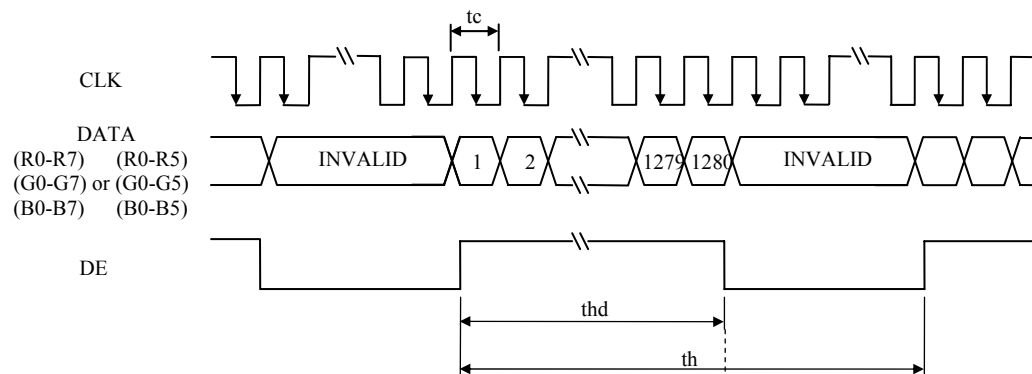 tc
CLK
DATA
(R0-R7) (R0-R5)
(G0-G7) or (G0-G5)
(B0-B7) (B0-B5)
INVALID 1 2 1279 1280 INVALID
DE
thd
th